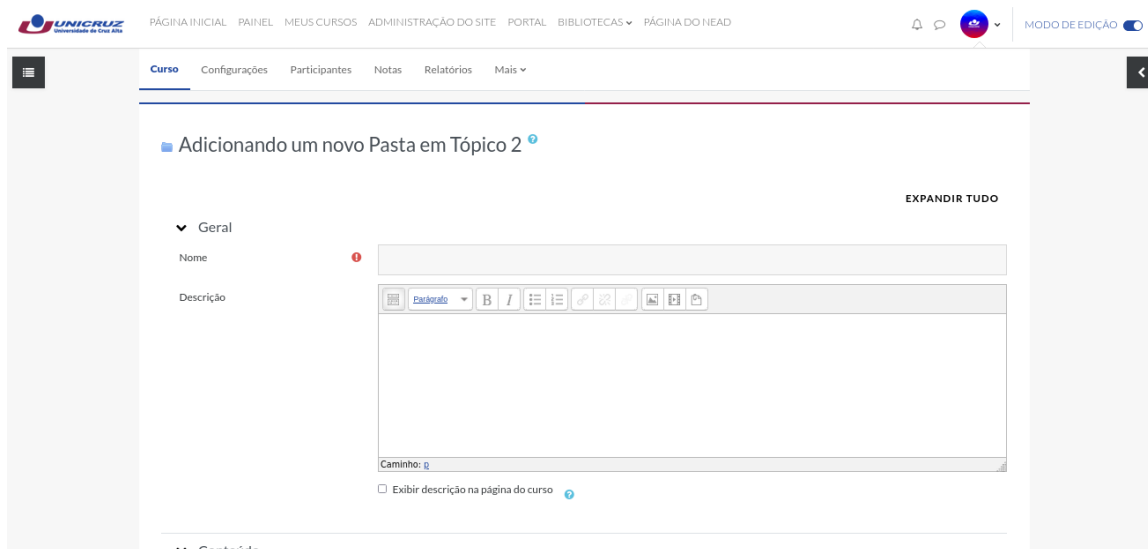 UNICRUZ
Universidade de Cruz Alta
PÁGINA INICIAL PAINEL MEUS CURSOS ADMINISTRAÇÃO DO SITE PORTAL BIBLIOTECAS PÁGINA DO NEAD
MODO DE EDIÇÃO
Curso Configurações Participantes Notas Relatórios Mais
Adicionando um novo Pasta em Tópico 2
EXPANDIR TUDO
Geral
Nome
Descrição
Parágrafo B I
Caminho: p
Exibir descrição na página do curso
Conteúdo